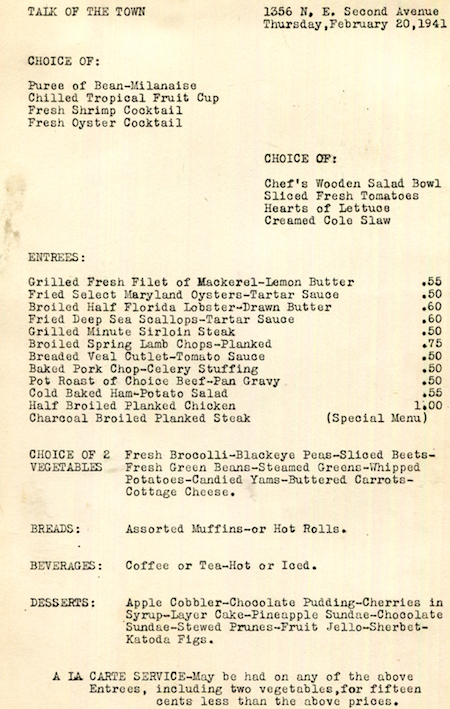 TALK OF THE TOWN
1356 N. E. Second Avenue
Thursday,February 20,1941
CHOICE OF:
Puree of Bean-Milanaise
Chilled Tropical Fruit Cup
Fresh Shrimp Cocktail
Fresh Oyster Cocktail
CHOICE OF:
Chef's Wooden Salad Bowl
Sliced Fresh Tomatoes
Hearts of Lettuce
Creamed Cole Slaw
ENTREES:
Grilled Fresh Filet of Mackerel-Lemon Butter .55
Fried Select Maryland Oysters-Tartar Sauce .50
Broiled Half Florida Lobster-Drawn Butter .60
Fried Deep Sea Scallops-Tartar Sauce .60
Grilled Minute Sirloin Steak .50
Broiled Spring Lamb Chops-Planked .75
Breaded Veal Cutlet-Tomato Sauce .50
Baked Pork Chop-Celery Stuffing .50
Pot Roast of Choice Beef-Pan Gravy .50
Cold Baked Ham-Potato Salad .55
Half Broiled Planked Chicken 1.00
Charcoal Broiled Planked Steak (Special Menu)
CHOICE OF 2 Fresh Brocolli-Blackeye Peas-Sliced Beets-
VEGETABLES Fresh Green Beans-Steamed Greens-Whipped
Potatoes-Candied Yams-Buttered Carrots-
Cottage Cheese.
BREADS: Assorted Muffins-or Hot Rolls.
BEVERAGES: Coffee or Tea-Hot or Iced.
DESSERTS: Apple Cobbler-Chocolate Pudding-Cherries in
Syrup-Layer Cake-Pineapple Sundae-Chocolate
Sundae-Stewed Prunes-Fruit Jello-Sherbet-
Katoda Figs.
A LA CARTE SERVICE-May be had on any of the above
Entrees, including two vegetables,for fifteen
cents less than the above prices.